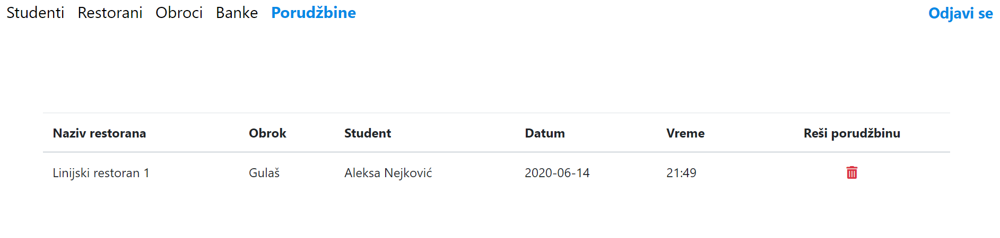 Studenti Restorani Obroci Banke Porudžbine Odjavi se
Naziv restorana Obrok Student Datum Vreme Reši porudžbinu
Linijski restoran 1 Gulaš Aleksa Nejković 2020-06-14 21:49